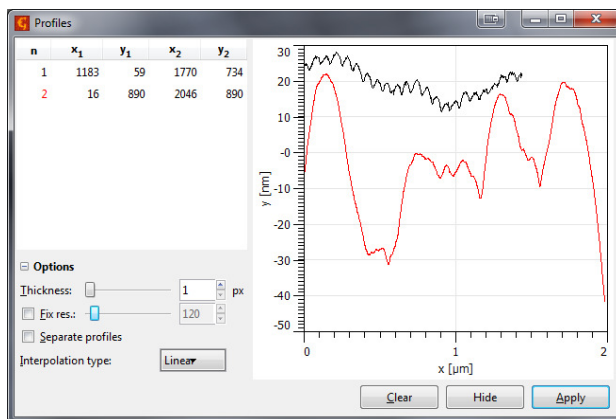 Profiles
n x1 y1 x2 y2
1 1183 59 1770 734
2 16 890 2046 890
Options
Thickness: 1 px
Fix res.: 120
Separate profiles
Interpolation type: Linear
30
20
10
-0
-10
-20
-30
-40
-50
y [nm]
0 1 2
x [µm]
Clear Hide Apply